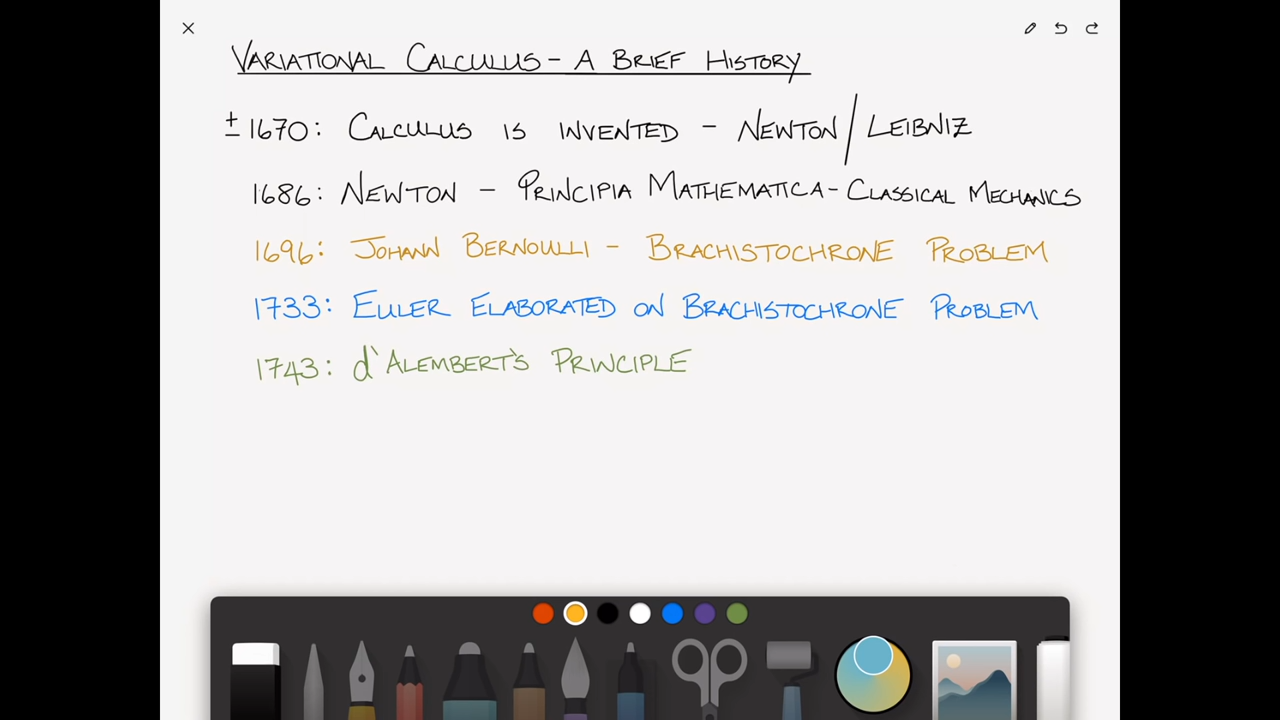 VARIATIONAL CALCULUS - A BRIEF HISTORY
± 1670: CALCULUS IS INVENTED - NEWTON / LEIBNIZ
1686: NEWTON - PRINCIPIA MATHEMATICA - CLASSICAL MECHANICS
1696: JOHANN BERNOULLI - BRACHISTOCHRONE PROBLEM
1733: EULER ELABORATED ON BRACHISTOCHRONE PROBLEM
1743: d'ALEMBERT'S PRINCIPLE